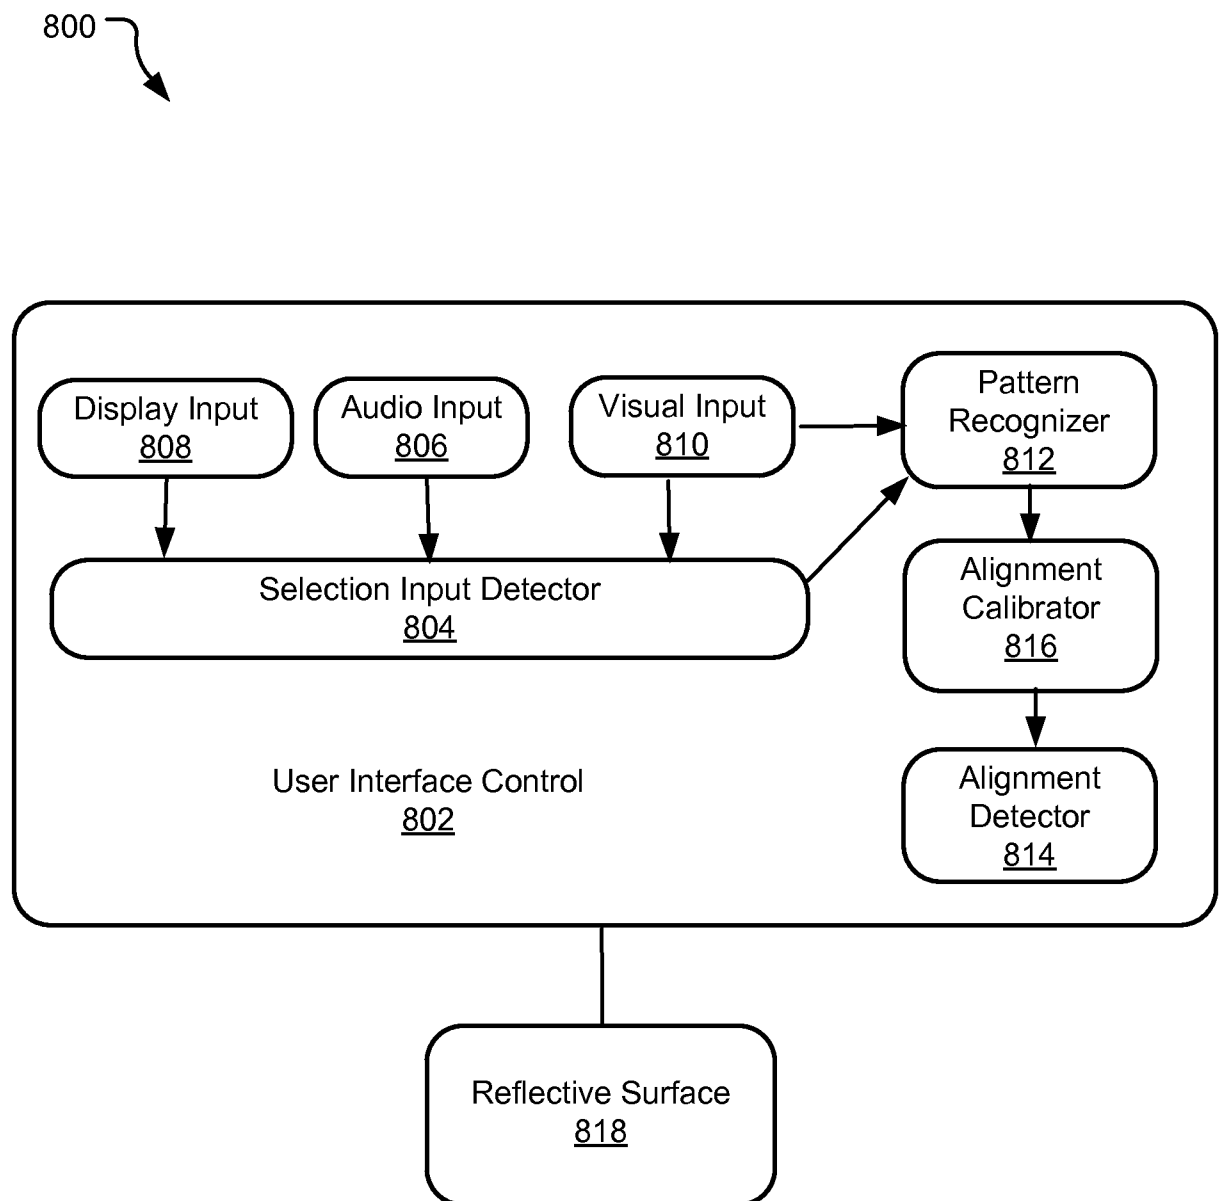 800
Display Input
808
Audio Input
806
Visual Input
810
Pattern
Recognizer
812
Selection Input Detector
804
Alignment
Calibrator
816
User Interface Control
802
Alignment
Detector
814
Reflective Surface
818